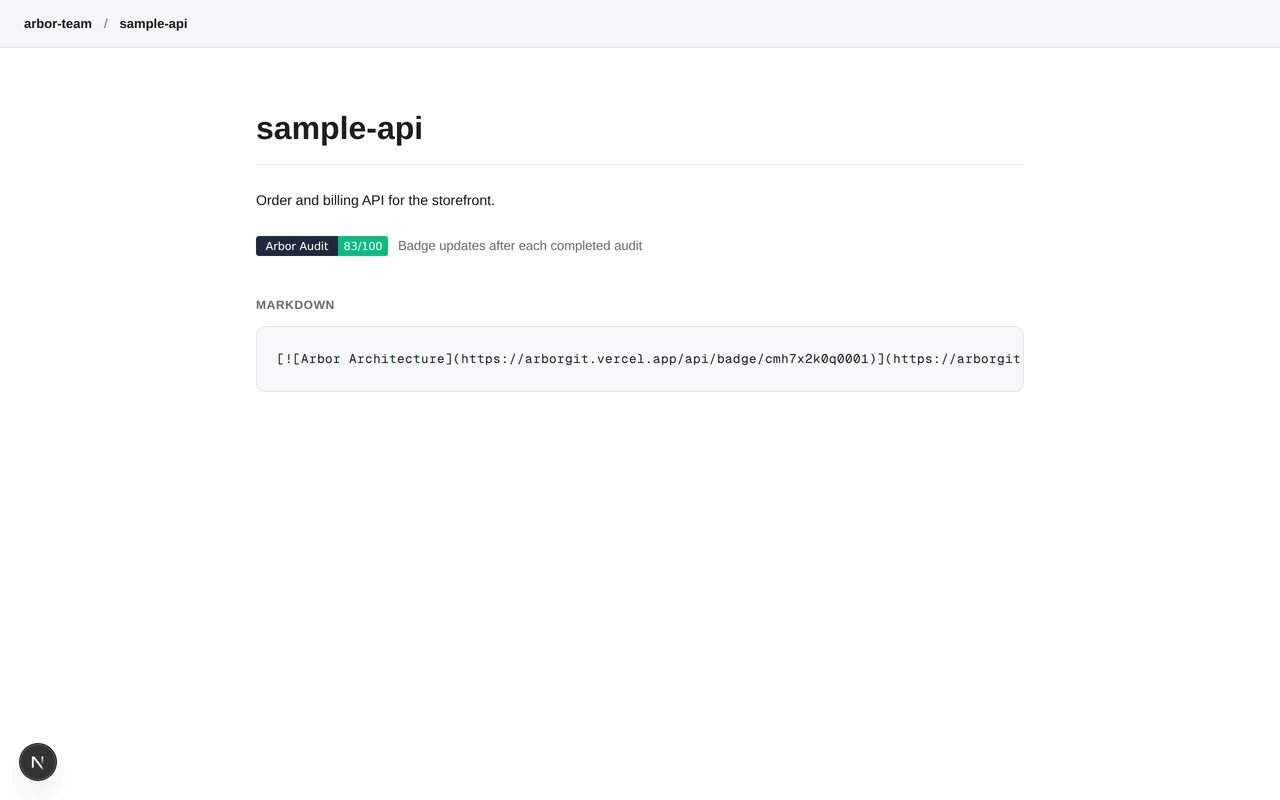 arbor-team / sample-api
sample-api
Order and billing API for the storefront.
Arbor Audit 83/100 Badge updates after each completed audit
MARKDOWN
[![Arbor Architecture](https://arborgit.vercel.app/api/badge/cmh7x2k0q0001)](https://arborgit
N